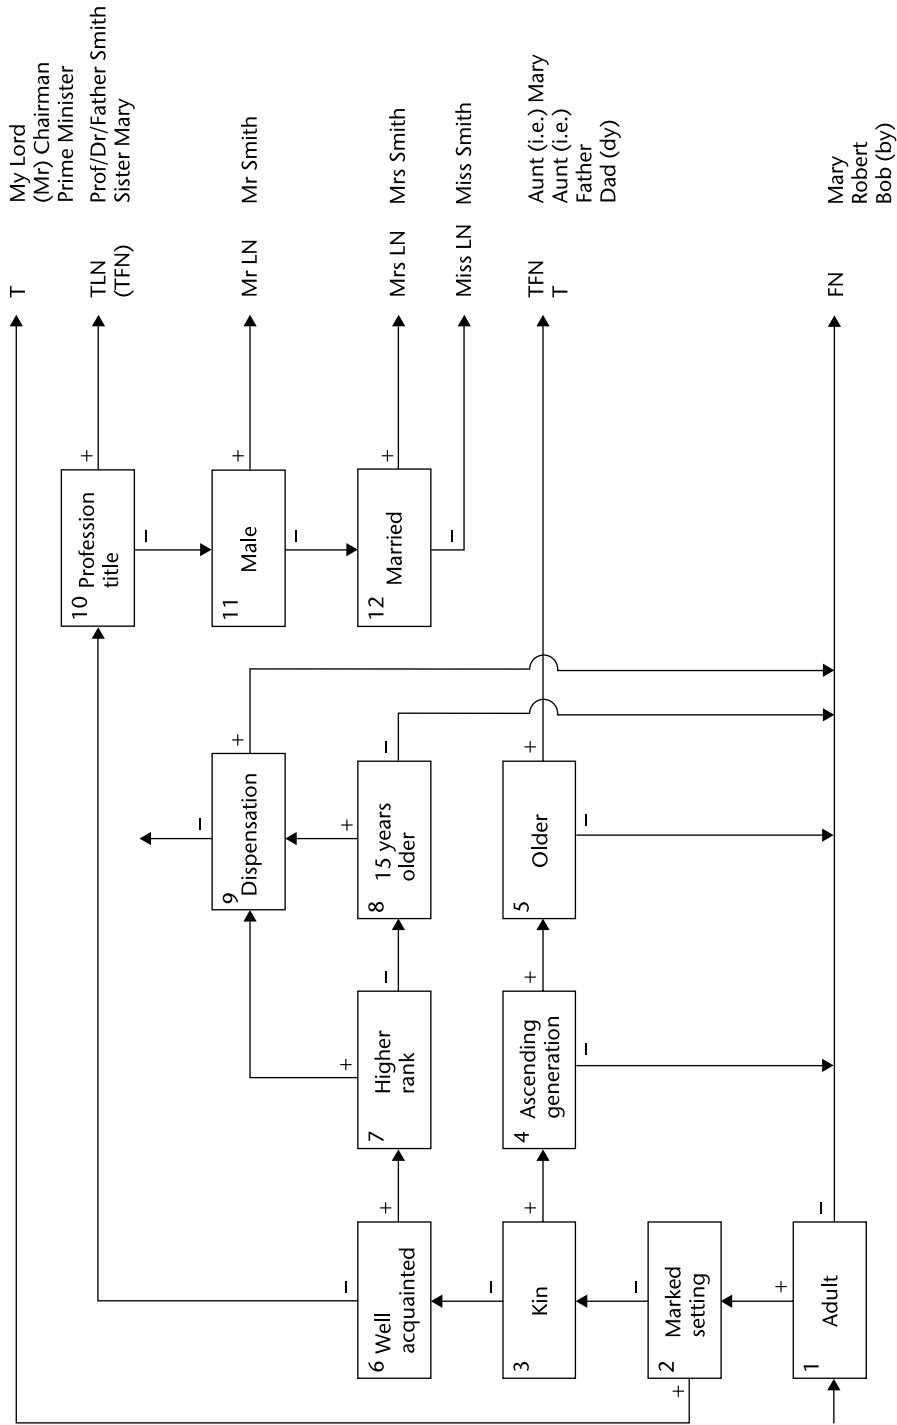 My Lord
(Mr) Chairman
Prime Minister
T
Prof/Dr/Father Smith
Sister Mary
TLN
(TFN)
Mr Smith
Mr LN
Mrs Smith
Mrs LN
Miss Smith
Miss LN
Aunt (i.e.) Mary
Aunt (i.e.)
Father
Dad (dy)
TFN
T
Mary
Robert
Bob (by)
FN
10 Profession
title
+
−
11
Male
+
−
12
Married
+
−
9
Dispensation
+
−
8
15 years
older
+
−
5
Older
+
−
7
Higher
rank
+
−
4
Ascending
generation
+
−
6 Well
acquainted
+
−
3
Kin
+
−
2
Marked
setting
+
−
1
Adult
+
−